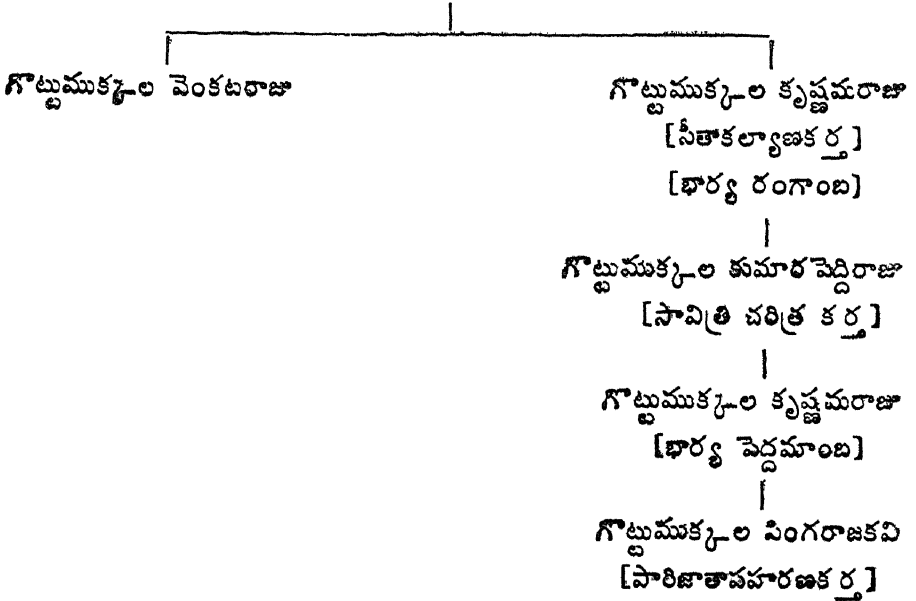 గొట్టుముక్కల వెంకటరాజు
గొట్టుముక్కల కృష్ణమరాజు
[సీతాకల్యాణకర్త]
[భార్య రంగాంబ]
గొట్టుముక్కల కుమారపెద్దిరాజు
[సావిత్రి చరిత్ర కర్త]
గొట్టుముక్కల కృష్ణమరాజు
[భార్య పెద్దమాంబ]
గొట్టుముక్కల సింగరాజకవి
[పారిజాతాపహరణకర్త]